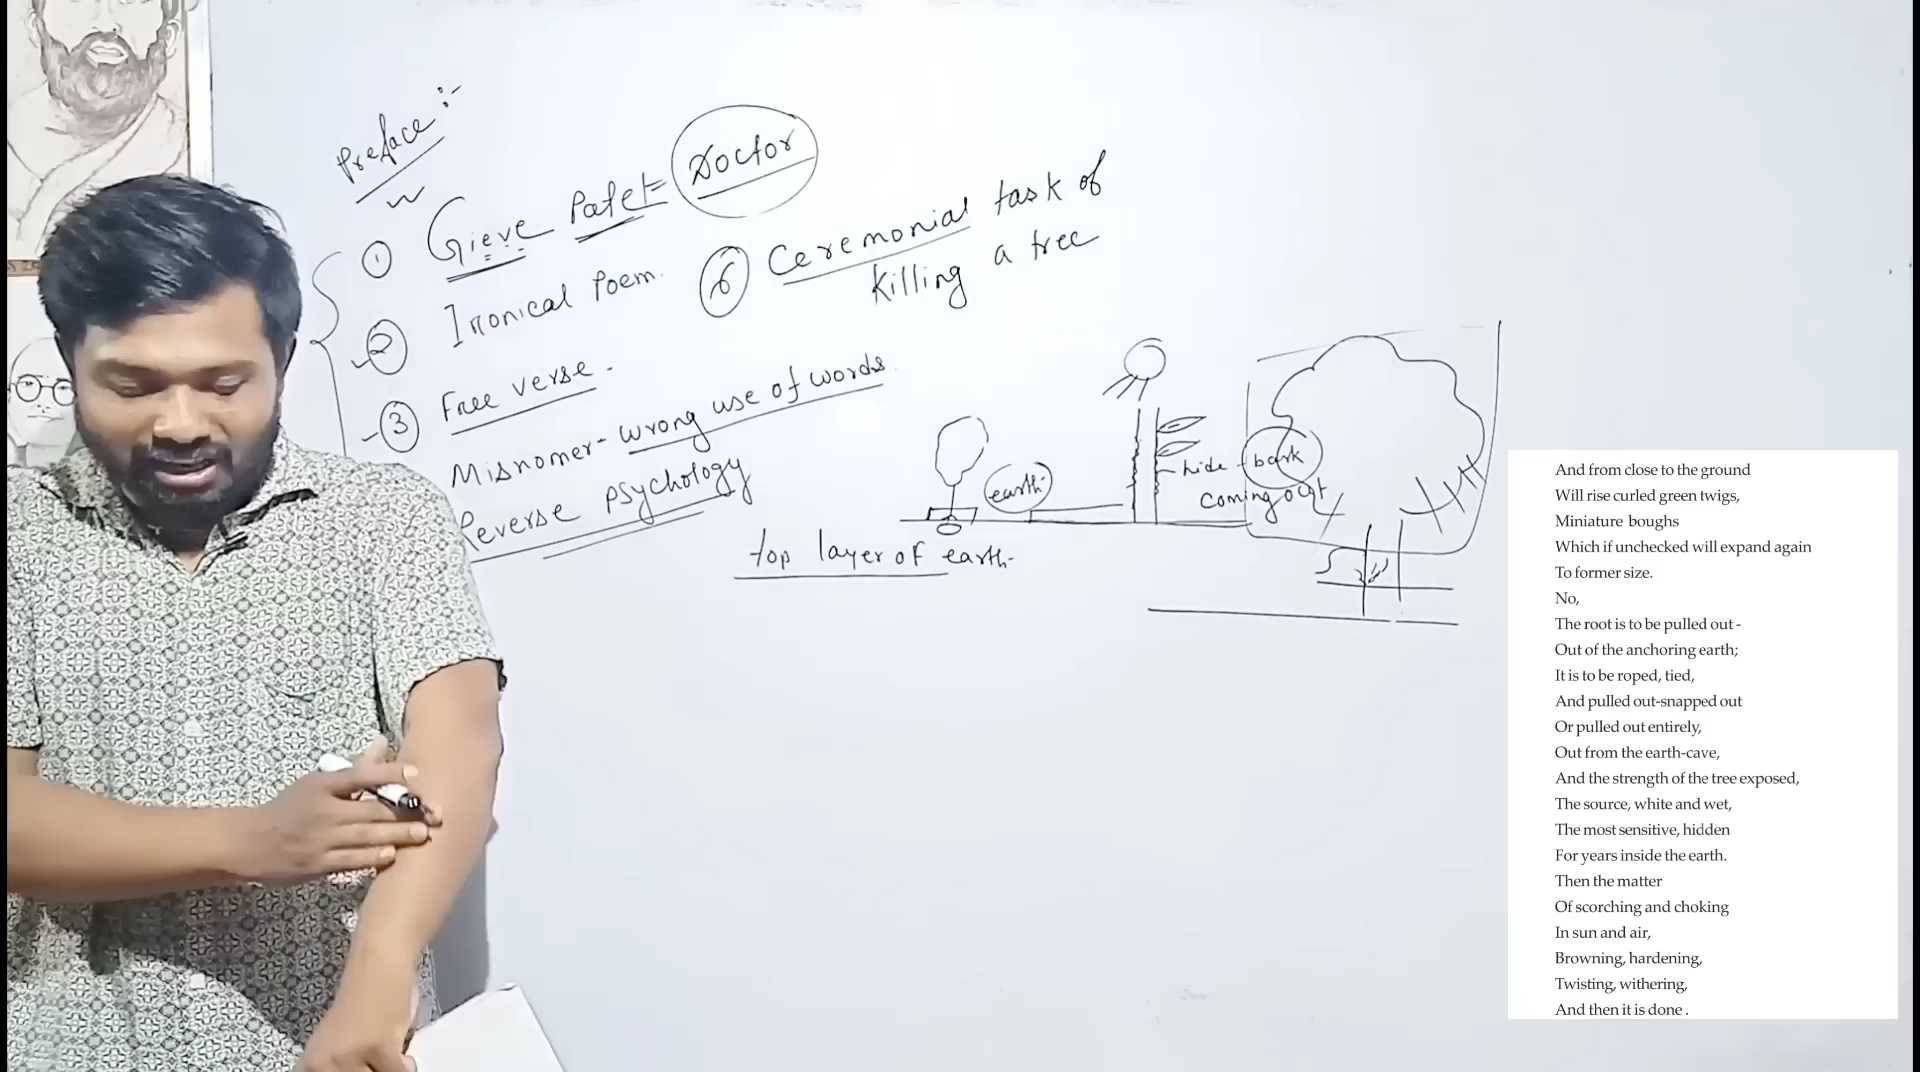 Preface :-
① Gieve Patel = Doctor
② Ironical Poem.
③ Free verse.
Misnomer - wrong use of words
Reverse psychology
⑥ Ceremonial task of
killing a tree
earth
hide - bark
coming out
top layer of earth
And from close to the ground
Will rise curled green twigs,
Miniature boughs
Which if unchecked will expand again
To former size.
No,
The root is to be pulled out -
Out of the anchoring earth;
It is to be roped, tied,
And pulled out-snapped out
Or pulled out entirely,
Out from the earth-cave,
And the strength of the tree exposed,
The source, white and wet,
The most sensitive, hidden
For years inside the earth.
Then the matter
Of scorching and choking
In sun and air,
Browning, hardening,
Twisting, withering,
And then it is done .